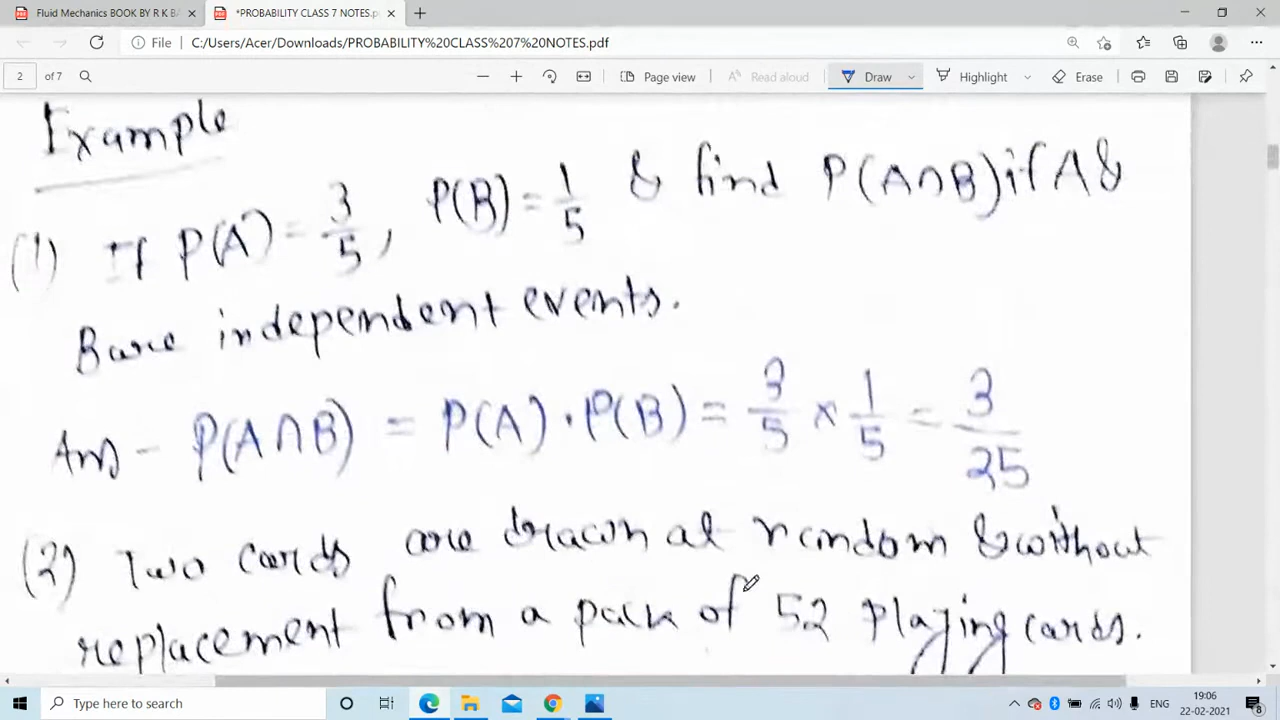 Fluid Mechanics BOOK BY R K BA
*PROBABILITY CLASS 7 NOTES.p
File C:/Users/Acer/Downloads/PROBABILITY%20CLASS%207%20NOTES.pdf
2 of 7 Page view Read aloud Draw Highlight Erase
Example
(1) If P(A) = 3/5, P(B) = 1/5 & find P(A∩B) if A &
B are independent events.
Ans - P(A∩B) = P(A) · P(B) = 3/5 × 1/5 = 3/25
(2) Two cards are drawn at random & without
replacement from a pack of 52 playing cards.
Type here to search
ENG
19:06
22-02-2021
8